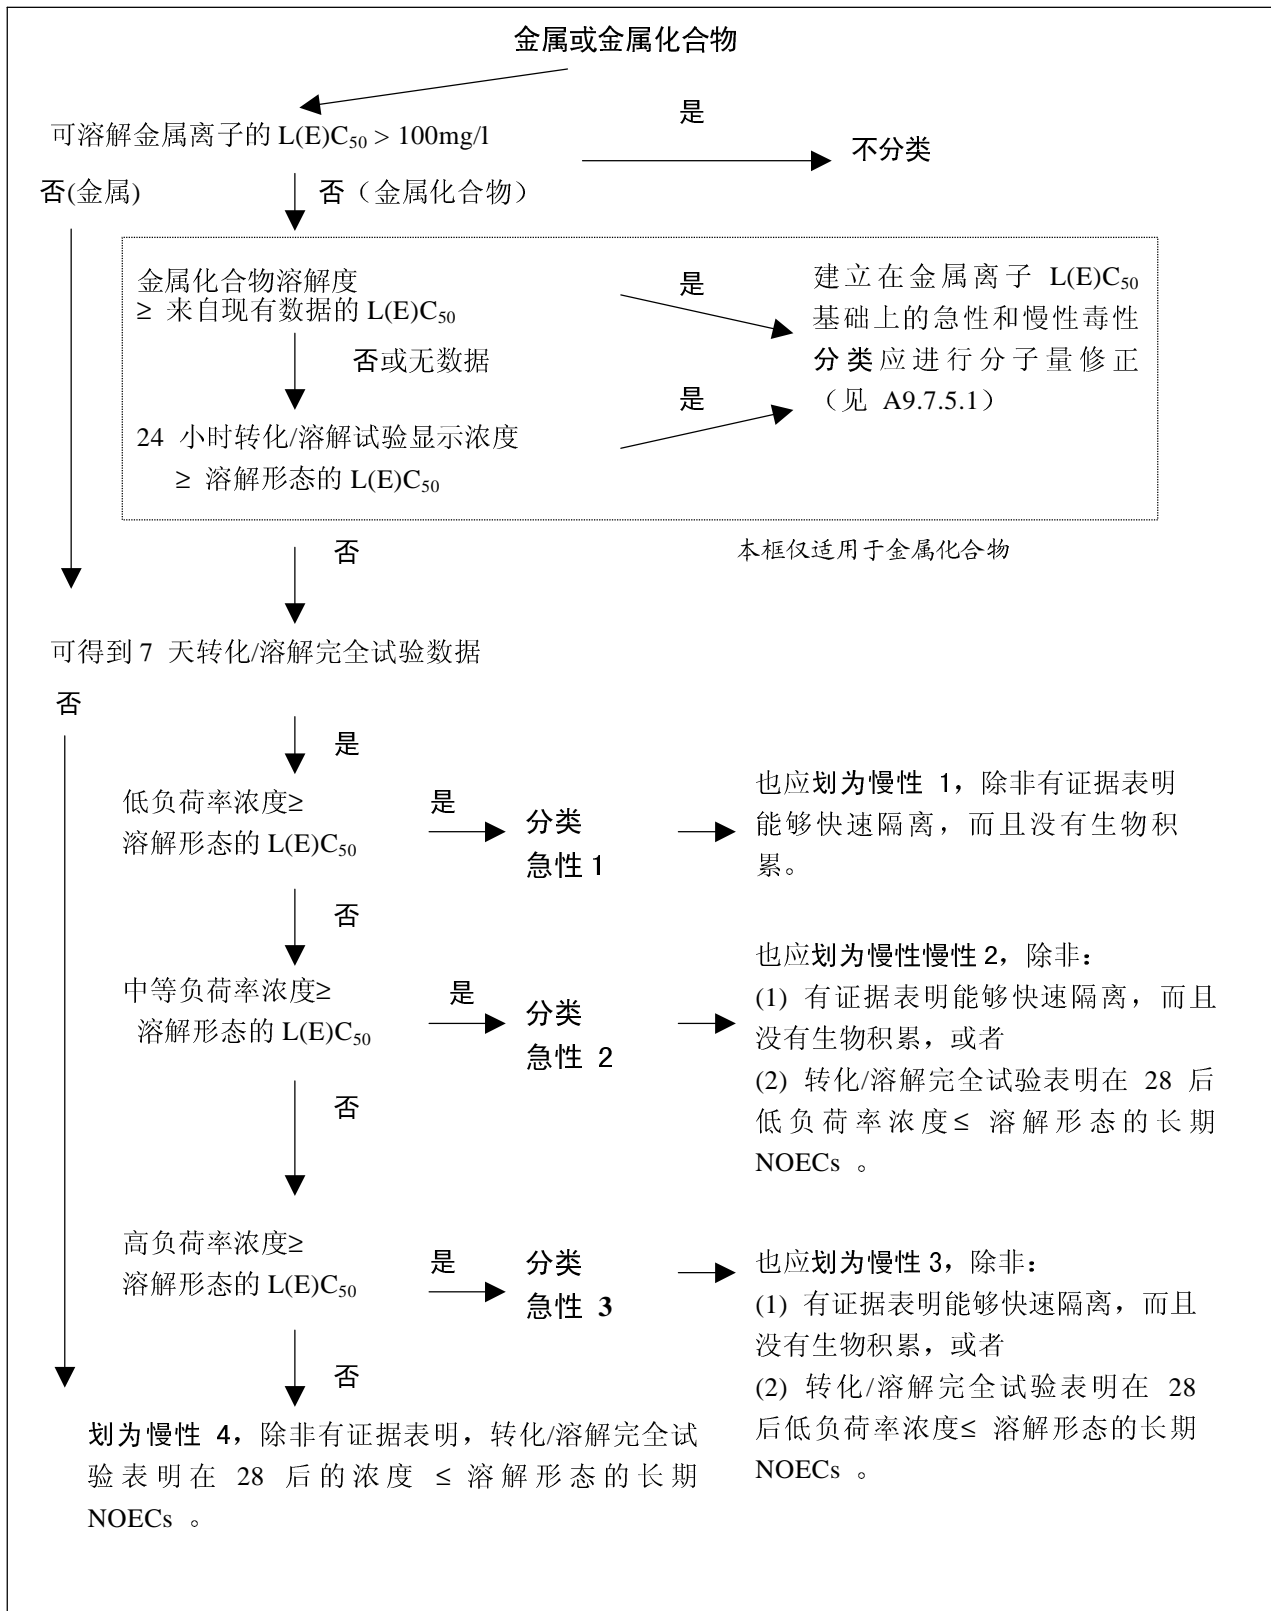 金属或金属化合物
可溶解金属离子的 L(E)C₅₀ > 100mg/l
是
不分类
否(金属)
否（金属化合物）
金属化合物溶解度
≥ 来自现有数据的 L(E)C₅₀
是
否或无数据
建立在金属离子 L(E)C₅₀
基础上的急性和慢性毒性
分类应进行分子量修正
（见 A9.7.5.1）
是
24 小时转化/溶解试验显示浓度
≥ 溶解形态的 L(E)C₅₀
否
本框仅适用于金属化合物
可得到 7 天转化/溶解完全试验数据
否
是
低负荷率浓度≥
溶解形态的 L(E)C₅₀
是
分类
急性 1
也应划为慢性 1，除非有证据表明
能够快速隔离，而且没有生物积
累。
否
中等负荷率浓度≥
溶解形态的 L(E)C₅₀
是
分类
急性 2
也应划为慢性慢性 2，除非：
(1) 有证据表明能够快速隔离，而且
没有生物积累，或者
(2) 转化/溶解完全试验表明在 28 后
低负荷率浓度≤ 溶解形态的长期
NOECs 。
否
高负荷率浓度≥
溶解形态的 L(E)C₅₀
是
分类
急性 3
也应划为慢性 3，除非：
(1) 有证据表明能够快速隔离，而且
没有生物积累，或者
(2) 转化/溶解完全试验表明在 28
后低负荷率浓度≤ 溶解形态的长期
NOECs 。
否
划为慢性 4，除非有证据表明，转化/溶解完全试
验表明在 28 后的浓度 ≤ 溶解形态的长期
NOECs 。